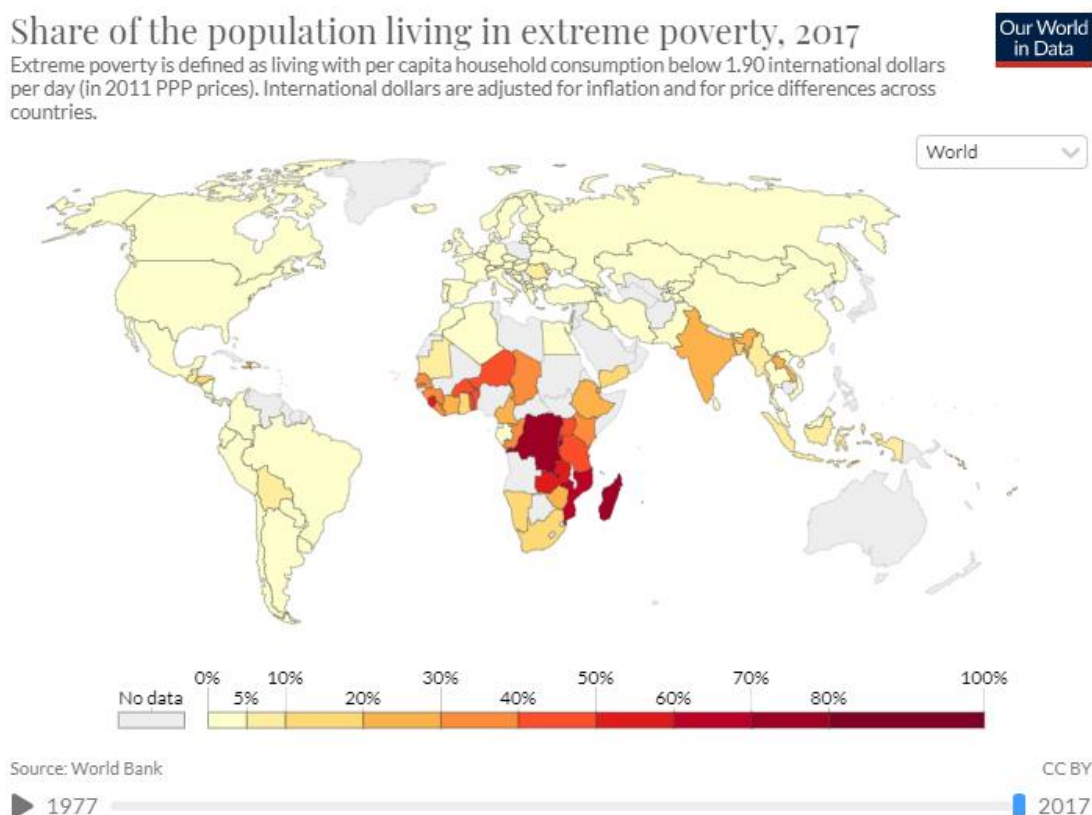 Share of the population living in extreme poverty, 2017
Our World
in Data
Extreme poverty is defined as living with per capita household consumption below 1.90 international dollars
per day (in 2011 PPP prices). International dollars are adjusted for inflation and for price differences across
countries.
World
0% 10% 30% 50% 70% 100%
No data 5% 20% 40% 60% 80%
Source: World Bank
CC BY
1977
2017